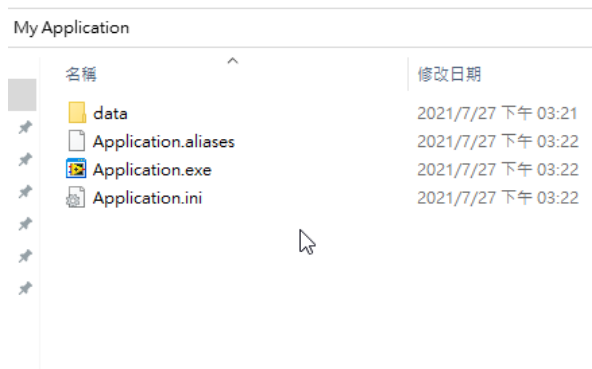 My Application
名稱 修改日期
data 2021/7/27 下午 03:21
Application.aliases 2021/7/27 下午 03:22
Application.exe 2021/7/27 下午 03:22
Application.ini 2021/7/27 下午 03:22